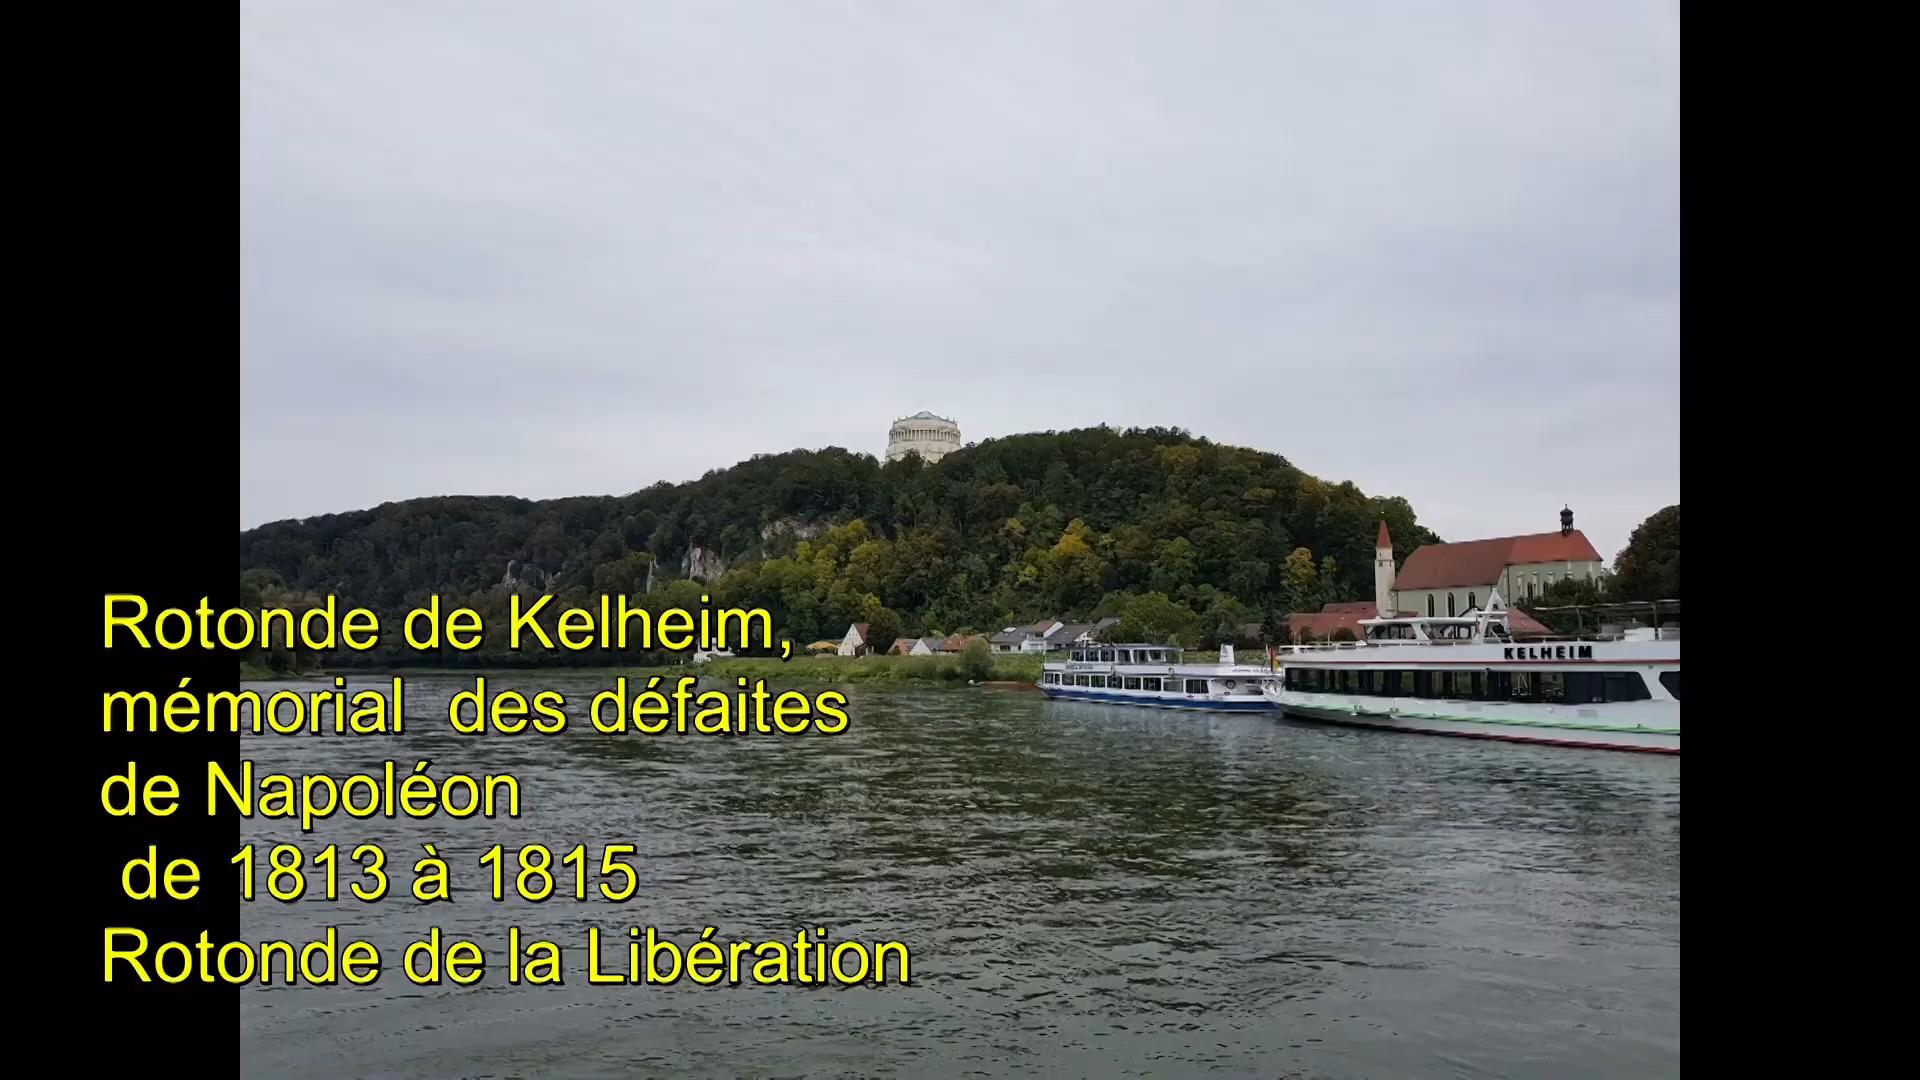 Rotonde de Kelheim,
mémorial  des défaites
de Napoléon
de 1813 à 1815
Rotonde de la Libération
KELHEIM